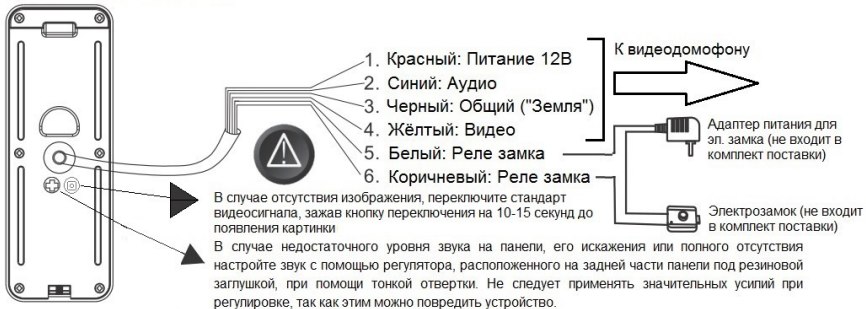 1. Красный: Питание 12В
2. Синий: Аудио
3. Черный: Общий ("Земля")
4. Жёлтый: Видео
5. Белый: Реле замка
6. Коричневый: Реле замка
К видеодомофону
Адаптер питания для
эл. замка (не входит в
комплект поставки)
Электрозамок (не входит
в комплект поставки)
В случае отсутствия изображения, переключите стандарт
видеосигнала, зажав кнопку переключения на 10-15 секунд до
появления картинки
В случае недостаточного уровня звука на панели, его искажения или полного отсутствия
настройте звук с помощью регулятора, расположенного на задней части панели под резиновой
заглушкой, при помощи тонкой отвертки. Не следует применять значительных усилий при
регулировке, так как этим можно повредить устройство.